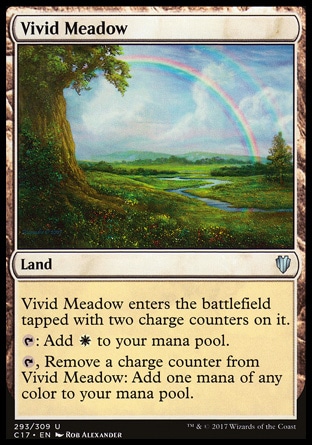 Vivid Meadow
Land
Vivid Meadow enters the battlefield
tapped with two charge counters on it.
: Add to your mana pool.
, Remove a charge counter from
Vivid Meadow: Add one mana of any
color to your mana pool.
293/309 U
C17 • EN Rob Alexander
™ & © 2017 Wizards of the Coast